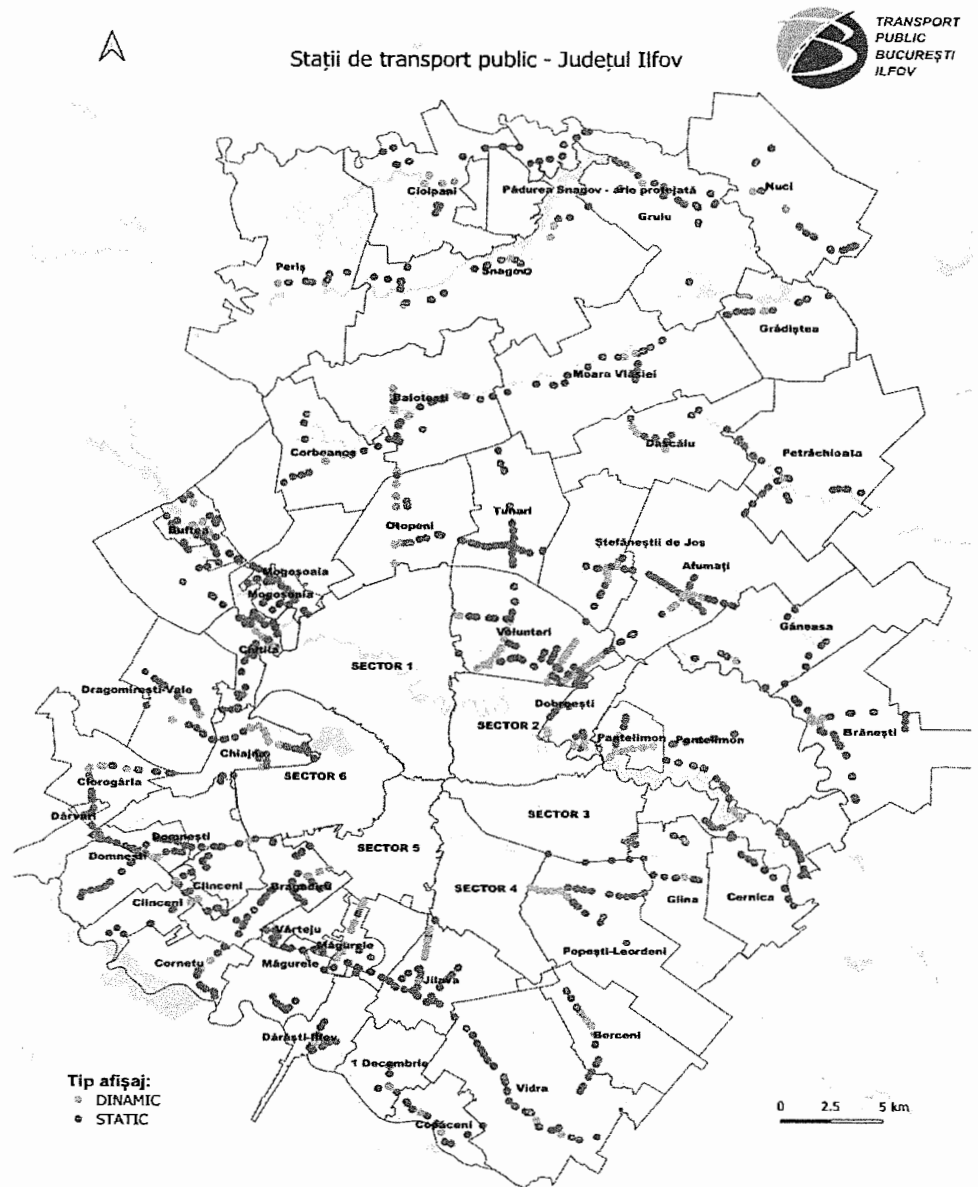 TRANSPORT
PUBLIC
BUCUREȘTI
ILFOV
Stații de transport public - Județul Ilfov
Ciolpani
Pădurea Snagov - arie protejată
Nuci
Gruiu
Periș
Snagov
Grădiștea
Moara Vlăsiei
Balotești
Corbeanca
Dascălu
Petrăchioaia
Buftea
Otopeni
Tunari
Ștefăneștii de Jos
Afumați
Mogoșoaia
Mogoșoaia
Găneasa
Chitila
Voluntari
SECTOR 1
Dragomirești-Vale
Dobroești
SECTOR 2
Pantelimon
Pantelimon
Brănești
Chiajna
SECTOR 6
Ciorogârla
Dârvari
SECTOR 3
Domnești
Domnești
SECTOR 5
Clinceni
Bragadiru
SECTOR 4
Clinceni
Glina
Cernica
Vârteju
Măgurele
Popești-Leordeni
Cornetu
Măgurele
Jilava
Dărăști-Ilfov
Berceni
1 Decembrie
Vidra
Copăceni
Tip afișaj:
DINAMIC
STATIC
0 2.5 5 km